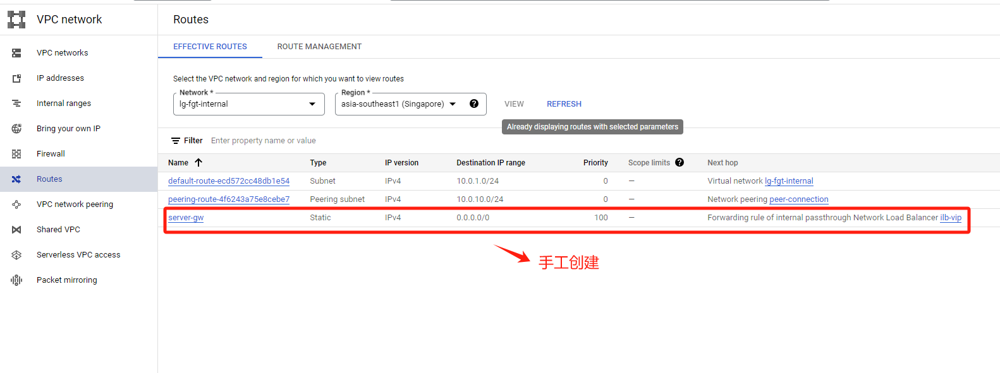 VPC network
Routes
VPC networks
IP addresses
Internal ranges
Bring your own IP
Firewall
Routes
VPC network peering
Shared VPC
Serverless VPC access
Packet mirroring
EFFECTIVE ROUTES
ROUTE MANAGEMENT
Select the VPC network and region for which you want to view routes
Network *
lg-fgt-internal
Region *
asia-southeast1 (Singapore)
VIEW
REFRESH
Already displaying routes with selected parameters
Filter Enter property name or value
Name Type IP version Destination IP range Priority Scope limits Next hop
default-route-ecd572cc48db1e54 Subnet IPv4 10.0.1.0/24 0 — Virtual network lg-fgt-internal
peering-route-4f6243a75e8cebe7 Peering subnet IPv4 10.0.10.0/24 0 — Network peering peer-connection
server-gw Static IPv4 0.0.0.0/0 100 — Forwarding rule of internal passthrough Network Load Balancer ilb-vip
手工创建